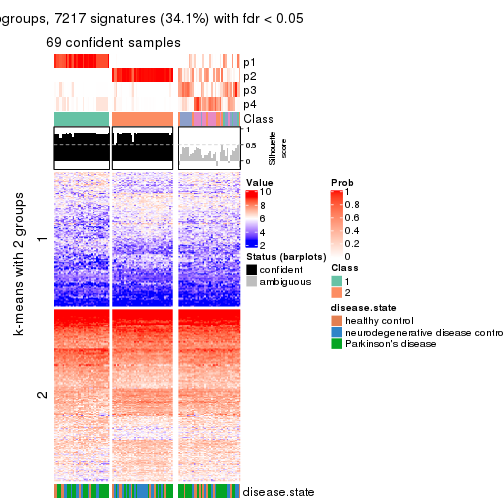 ogroups, 7217 signatures (34.1%) with fdr < 0.05
69 confident samples
p1
p2
p3
p4
Class
1
0.5
0
Silhouette
score
k-means with 2 groups
1
2
Value
10
8
6
4
2
Status (barplots)
confident
ambiguous
Prob
1
0.8
0.6
0.4
0.2
0
Class
1
2
disease.state
healthy control
neurodegenerative disease contro
Parkinson's disease
disease.state